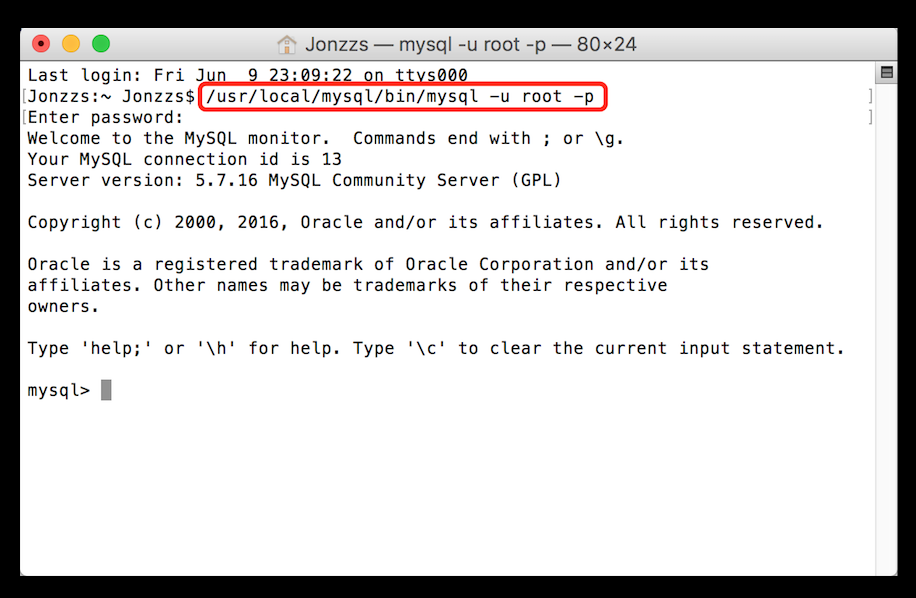 Jonzzs — mysql -u root -p — 80×24
Last login: Fri Jun  9 23:09:22 on ttys000
[Jonzzs:~ Jonzzs$ /usr/local/mysql/bin/mysql -u root -p ]
[Enter password: ]
Welcome to the MySQL monitor.  Commands end with ; or \g.
Your MySQL connection id is 13
Server version: 5.7.16 MySQL Community Server (GPL)
Copyright (c) 2000, 2016, Oracle and/or its affiliates. All rights reserved.
Oracle is a registered trademark of Oracle Corporation and/or its
affiliates. Other names may be trademarks of their respective
owners.
Type 'help;' or '\h' for help. Type '\c' to clear the current input statement.
mysql>